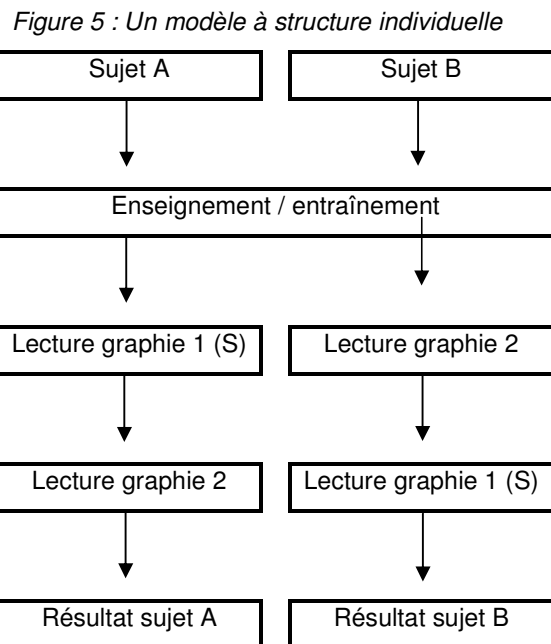 Figure 5 : Un modèle à structure individuelle
Sujet A
Sujet B
Enseignement / entraînement
Lecture graphie 1 (S)
Lecture graphie 2
Lecture graphie 2
Lecture graphie 1 (S)
Résultat sujet A
Résultat sujet B